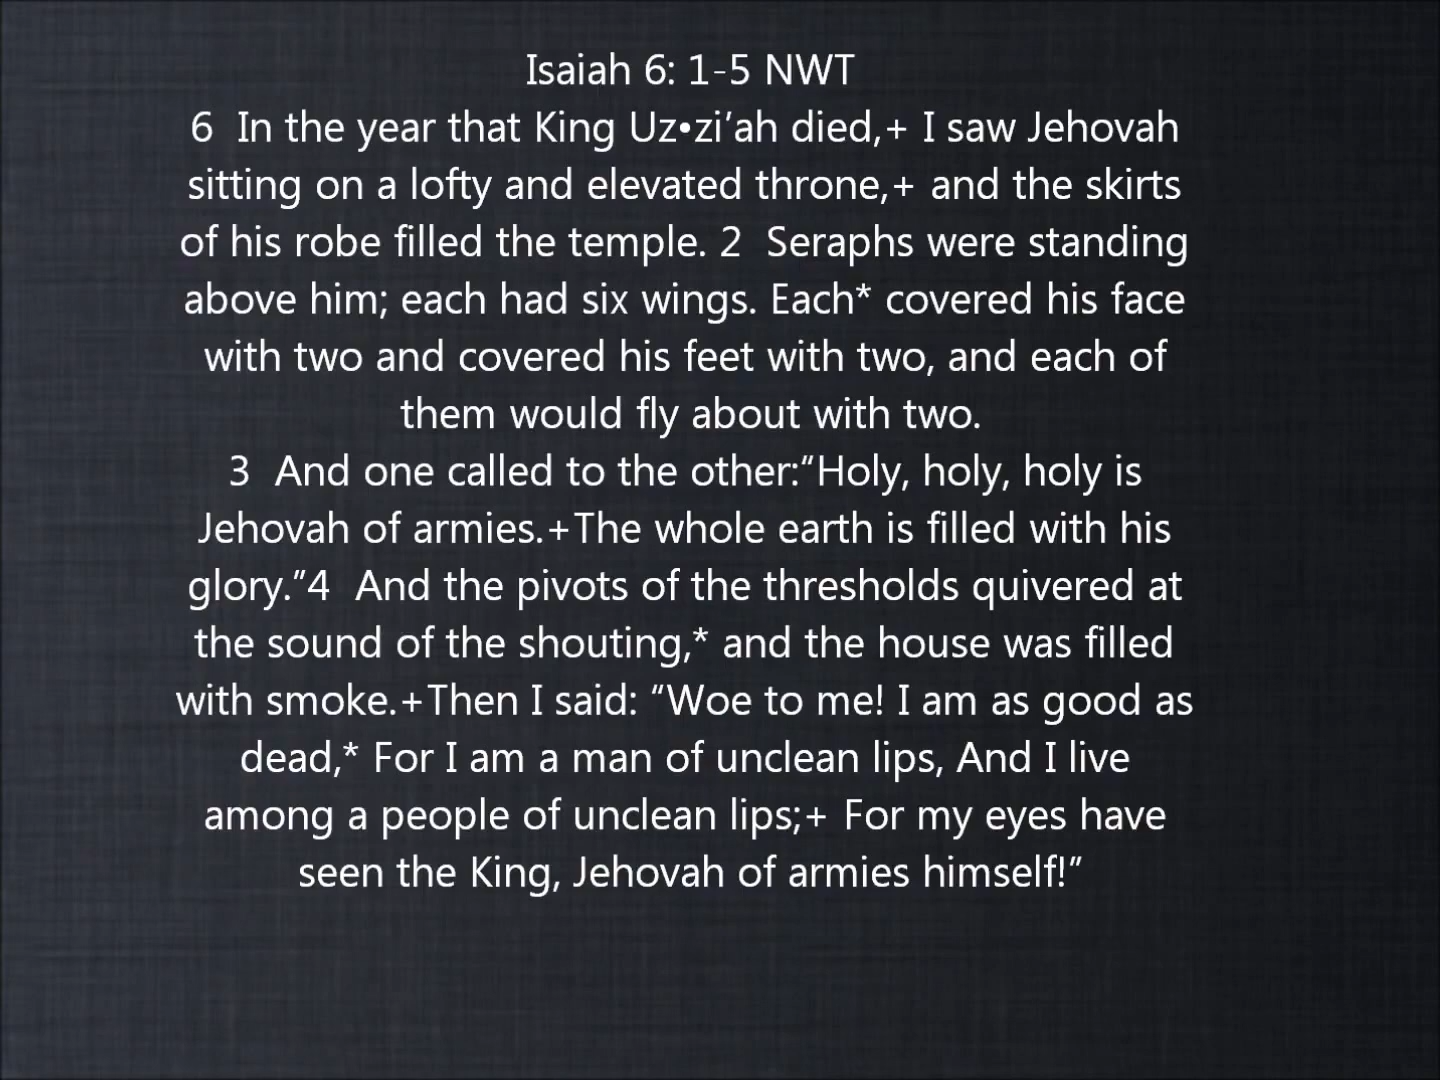 Isaiah 6: 1-5 NWT
6  In the year that King Uz•zi′ah died,+ I saw Jehovah
sitting on a lofty and elevated throne,+ and the skirts
of his robe filled the temple. 2  Seraphs were standing
above him; each had six wings. Each* covered his face
with two and covered his feet with two, and each of
them would fly about with two.
3  And one called to the other:“Holy, holy, holy is
Jehovah of armies.+The whole earth is filled with his
glory.”4  And the pivots of the thresholds quivered at
the sound of the shouting,* and the house was filled
with smoke.+Then I said: “Woe to me! I am as good as
dead,* For I am a man of unclean lips, And I live
among a people of unclean lips;+ For my eyes have
seen the King, Jehovah of armies himself!”